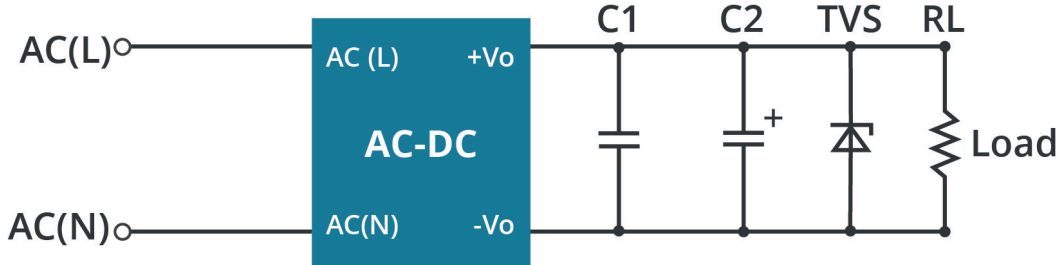 C1 C2 TVS RL
AC(L)
AC (L) +Vo
+
AC-DC
Load
AC(N)
AC(N) -Vo